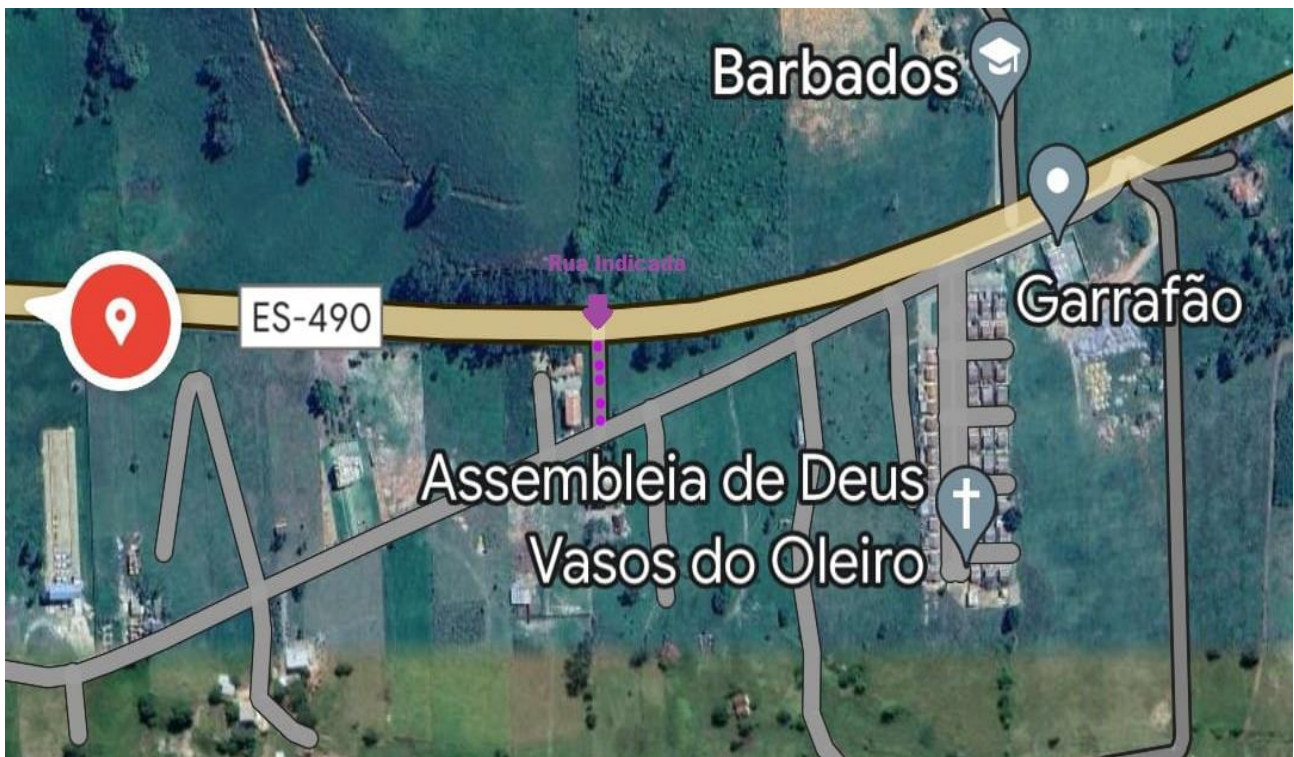 Barbados
Rua Indicada
Garrafão
ES-490
Assembleia de Deus
Vasos do Oleiro